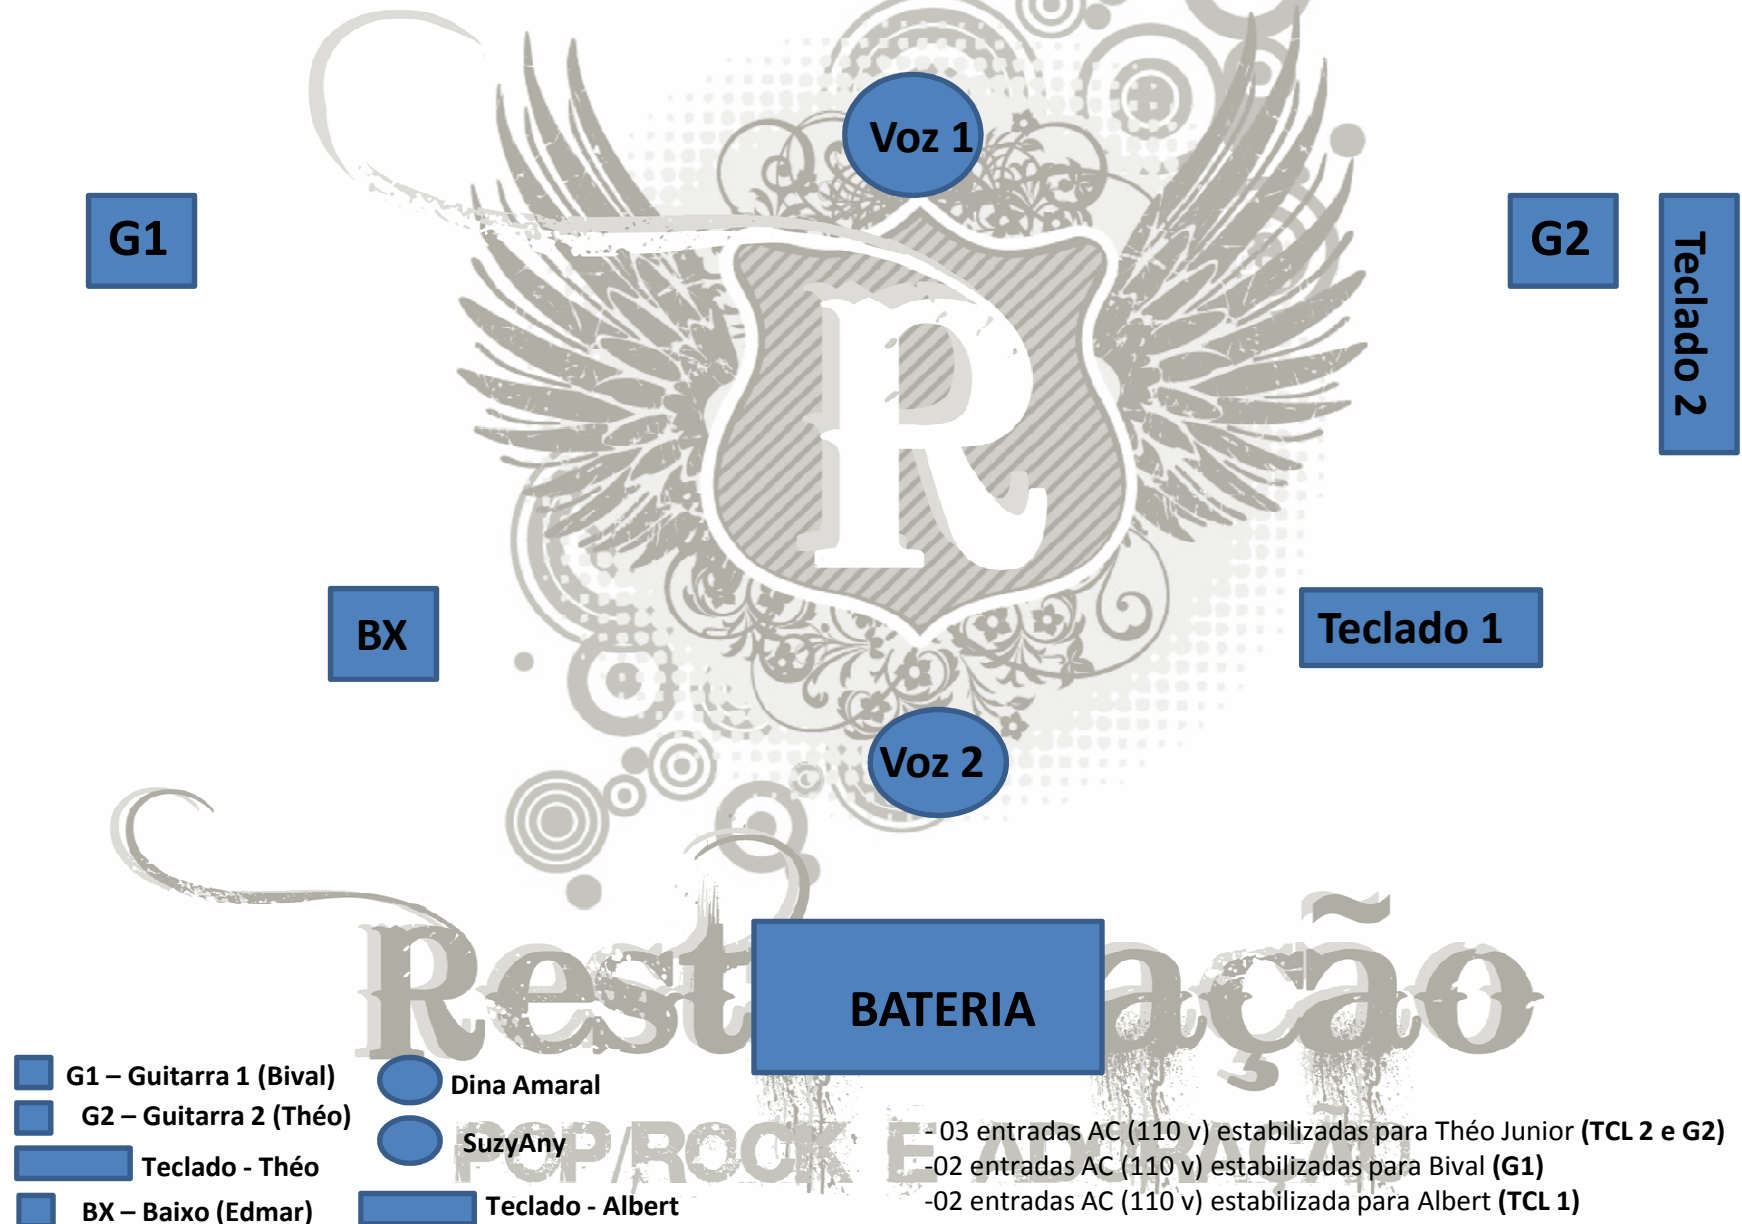 Voz 1
G1
G2
Teclado 2
R
BX
Teclado 1
Voz 2
Rest ação
BATERIA
POP/ROCK E ADORAÇÃO
G1 – Guitarra 1 (Bival)
G2 – Guitarra 2 (Théo)
Teclado - Théo
BX – Baixo (Edmar)
Dina Amaral
SuzyAny
Teclado - Albert
- 03 entradas AC (110 v) estabilizadas para Théo Junior (TCL 2 e G2)
-02 entradas AC (110 v) estabilizadas para Bival (G1)
-02 entradas AC (110 v) estabilizada para Albert (TCL 1)